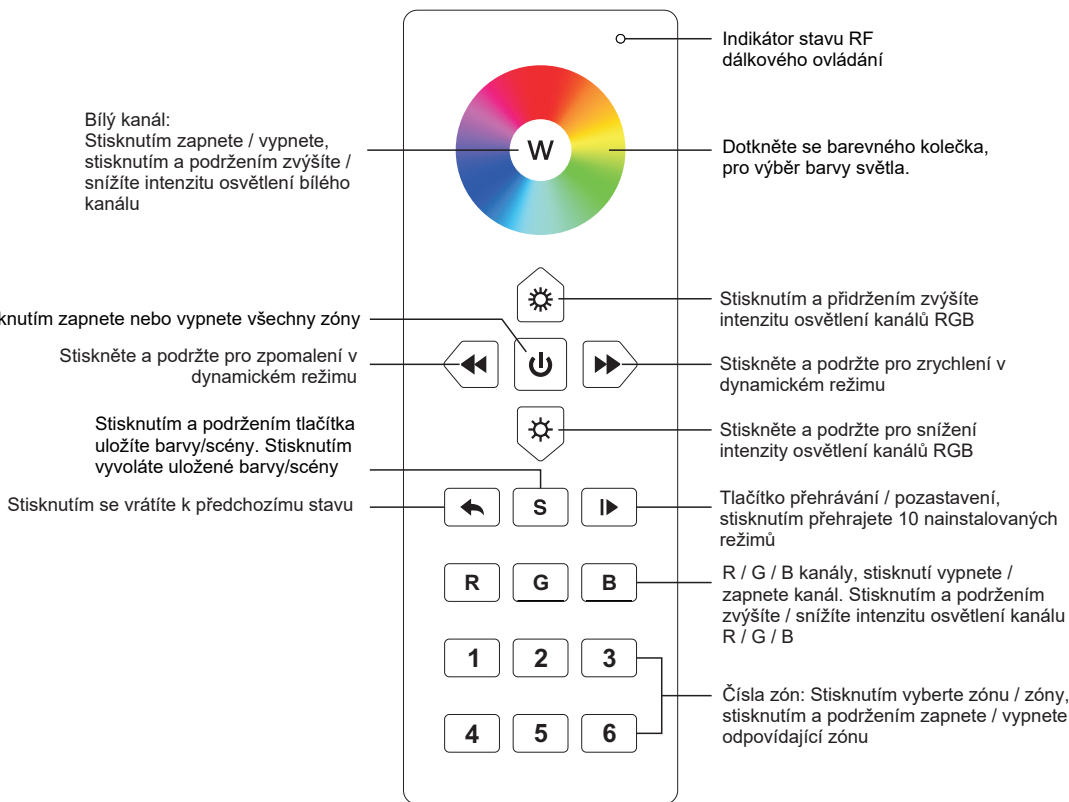 Indikátor stavu RF
dálkového ovládání
Bílý kanál:
Stisknutím zapnete / vypnete,
stisknutím a podržením zvýšíte /
snížíte intenzitu osvětlení bílého
kanálu
W
Dotkněte se barevného kolečka,
pro výběr barvy světla.
Stisknutím a přidržením zvýšíte
intenzitu osvětlení kanálů RGB
knutím zapnete nebo vypnete všechny zóny
Stiskněte a podržte pro zpomalení v
dynamickém režimu
Stiskněte a podržte pro zrychlení v
dynamickém režimu
Stisknutím a podržením tlačítka
uložíte barvy/scény. Stisknutím
vyvoláte uložené barvy/scény
Stiskněte a podržte pro snížení
intenzity osvětlení kanálů RGB
Stisknutím se vrátíte k předchozímu stavu
S
Tlačítko přehrávání / pozastavení,
stisknutím přehrajete 10 nainstalovaných
režimů
R G B
R / G / B kanály, stisknutí vypnete /
zapnete kanál. Stisknutím a podržením
zvýšíte / snížíte intenzitu osvětlení kanálu
R / G / B
1 2 3
Čísla zón: Stisknutím vyberte zónu / zóny,
stisknutím a podržením zapnete / vypnete
odpovídající zónu
4 5 6